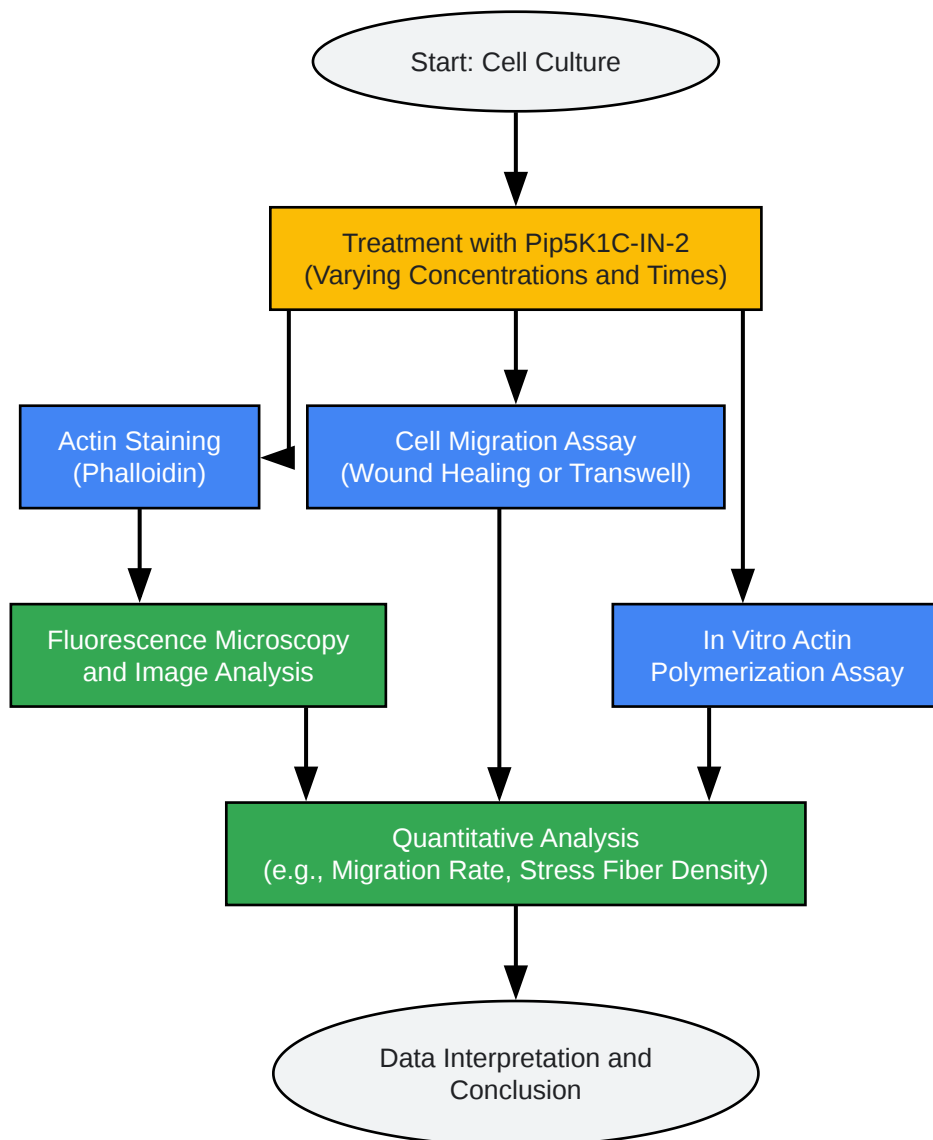 Start: Cell Culture
Treatment with Pip5K1C-IN-2
(Varying Concentrations and Times)
Actin Staining
(Phalloidin)
Cell Migration Assay
(Wound Healing or Transwell)
Fluorescence Microscopy
and Image Analysis
In Vitro Actin
Polymerization Assay
Quantitative Analysis
(e.g., Migration Rate, Stress Fiber Density)
Data Interpretation and
Conclusion